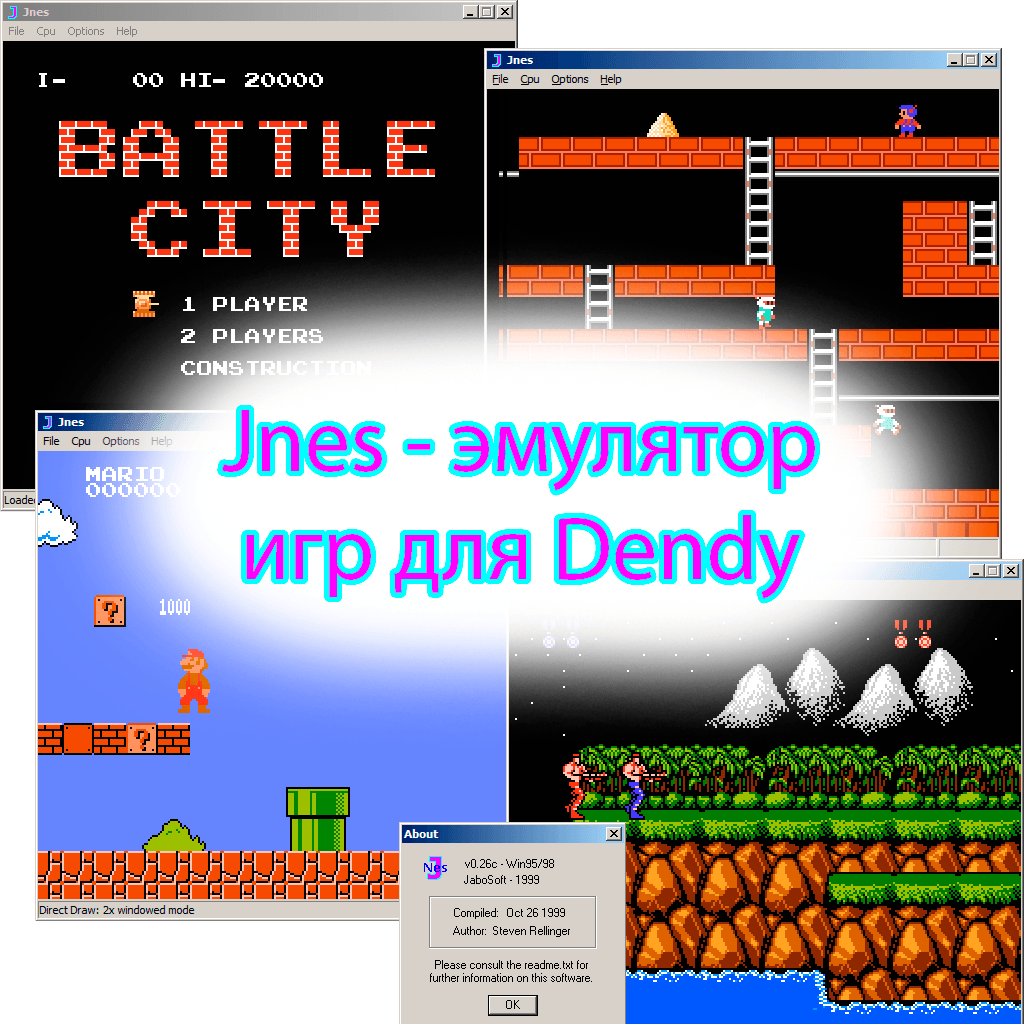 Jnes
File Cpu Options Help
I- 00 HI- 20000
BATTLE
CITY
1 PLAYER
2 PLAYERS
CONSTRUCTION
Loaded
Jnes
File Cpu Options Help
Jnes - эмулятор
игр для Dendy
Jnes
File Cpu Options Help
MARIO
000000
?
1000
?
Direct Draw: 2x windowed mode
About
Jnes
v0.26c - Win95/98
JaboSoft - 1999
Compiled: Oct 26 1999
Author: Steven Rellinger
Please consult the readme.txt for
further information on this software.
OK